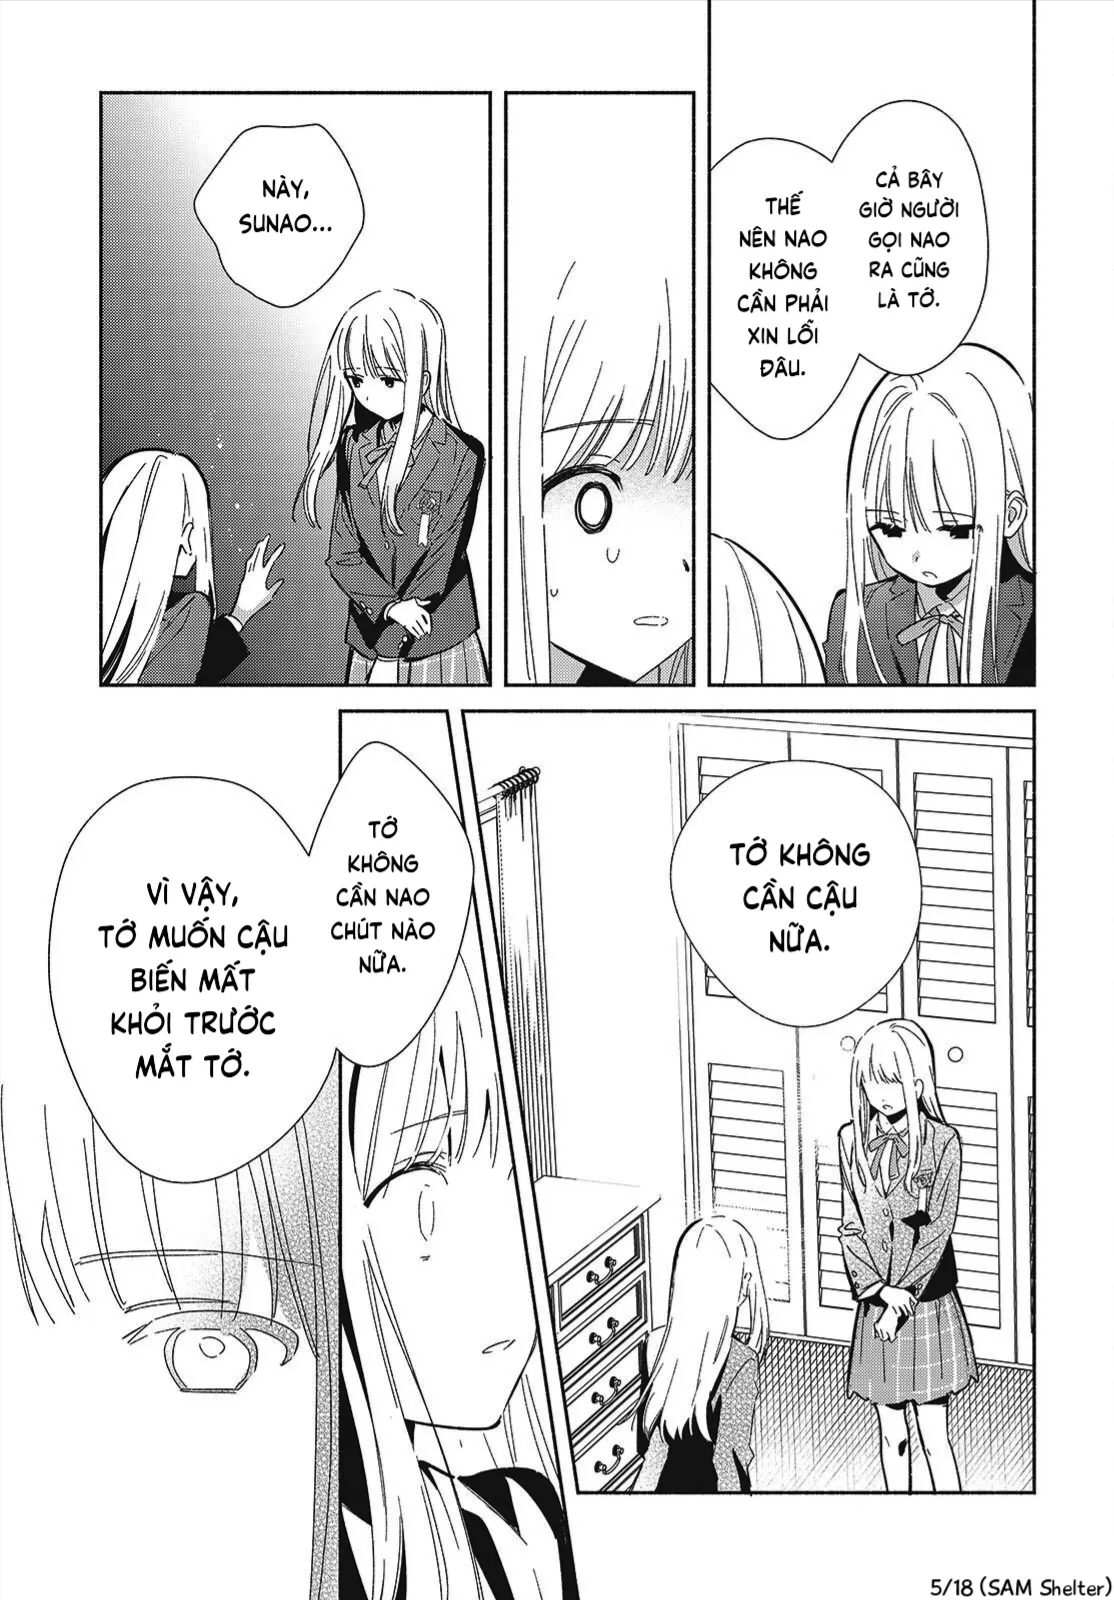 CẢ BÂY
GIỜ NGƯỜI
GỌI NAO
RA CŨNG
LÀ TỚ.
THẾ
NÊN NAO
KHÔNG
CẦN PHẢI
XIN LỖI
ĐÂU.
NÀY,
SUNAO...
TỚ KHÔNG
CẦN CẬU
NỮA.
TỚ
KHÔNG
CẦN NAO
CHÚT NÀO
NỮA.
VÌ VẬY,
TỚ MUỐN CẬU
BIẾN MẤT
KHỎI TRƯỚC
MẮT TỚ.
5/18 (SAM Shelter)